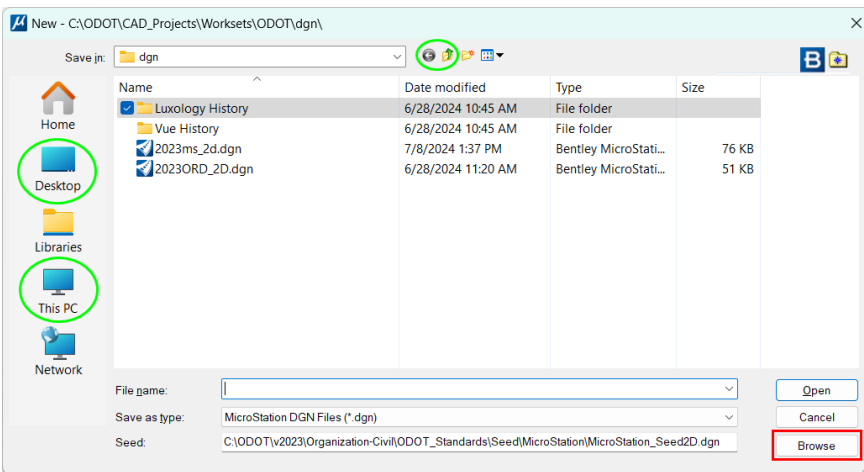 New - C:\ODOT\CAD_Projects\Worksets\ODOT\dgn\
Save in: dgn
Name Date modified Type Size
Luxology History 6/28/2024 10:45 AM File folder
Vue History 6/28/2024 10:45 AM File folder
2023ms_2d.dgn 7/8/2024 1:37 PM Bentley MicroStati... 76 KB
2023ORD_2D.dgn 6/28/2024 11:20 AM Bentley MicroStati... 51 KB
Home
Desktop
Libraries
This PC
Network
File name: Open
Save as type: MicroStation DGN Files (*.dgn) Cancel
Seed: C:\ODOT\v2023\Organization-Civil\ODOT_Standards\Seed\MicroStation\MicroStation_Seed2D.dgn Browse